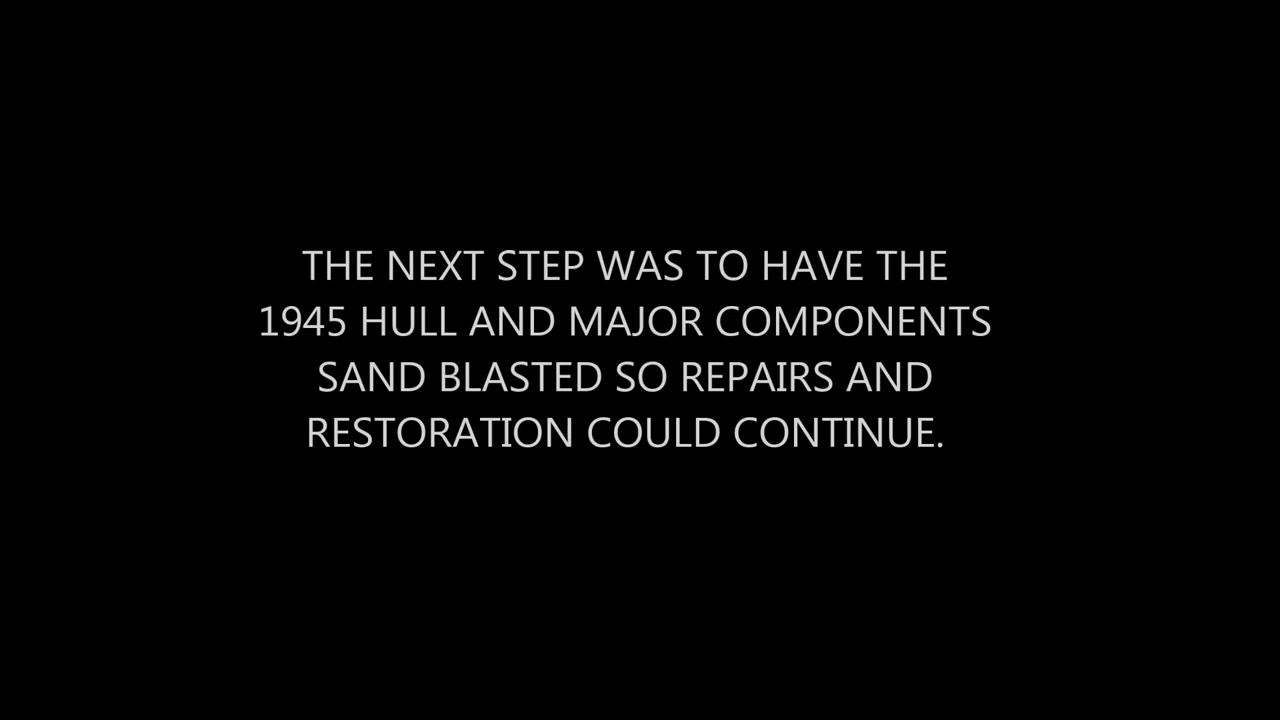 THE NEXT STEP WAS TO HAVE THE
1945 HULL AND MAJOR COMPONENTS
SAND BLASTED SO REPAIRS AND
RESTORATION COULD CONTINUE.